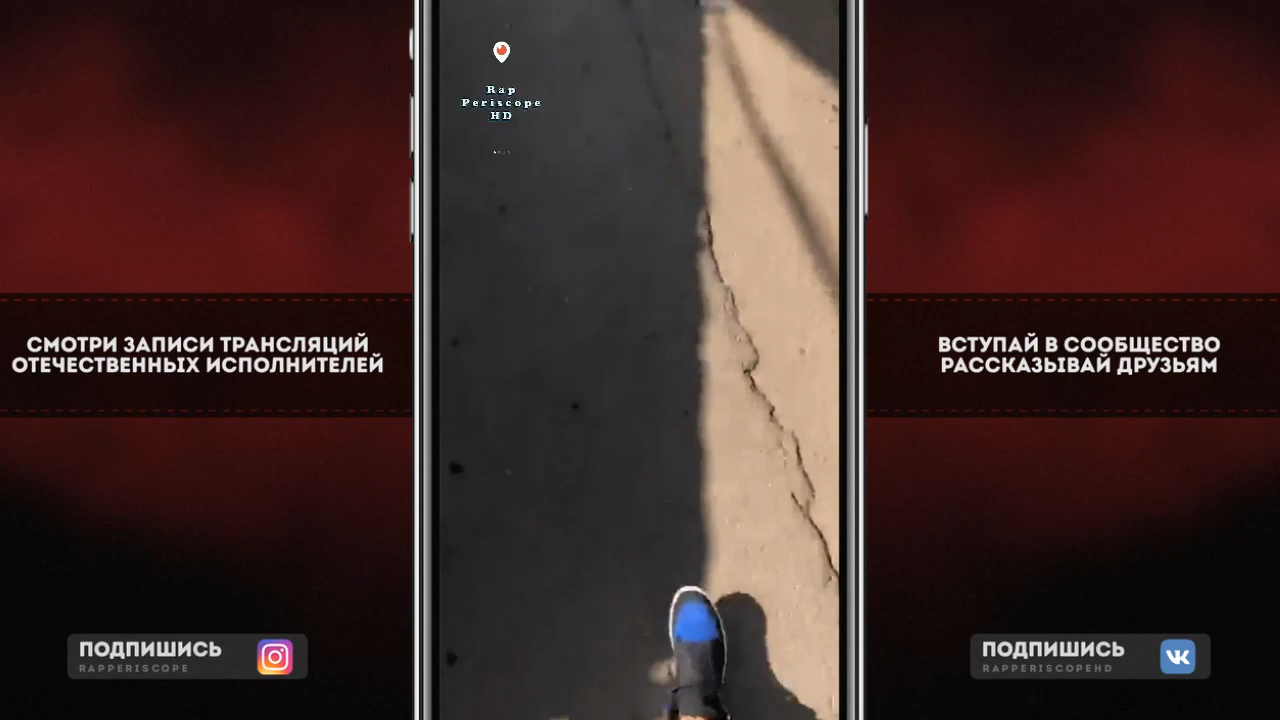 Rap
Periscope
HD
СМОТРИ ЗАПИСИ ТРАНСЛЯЦИЙ
ОТЕЧЕСТВЕННЫХ ИСПОЛНИТЕЛЕЙ
ВСТУПАЙ В СООБЩЕСТВО
РАССКАЗЫВАЙ ДРУЗЬЯМ
ПОДПИШИСЬ
RAPPERISCOPE
ПОДПИШИСЬ
RAPPERISCOPEHD